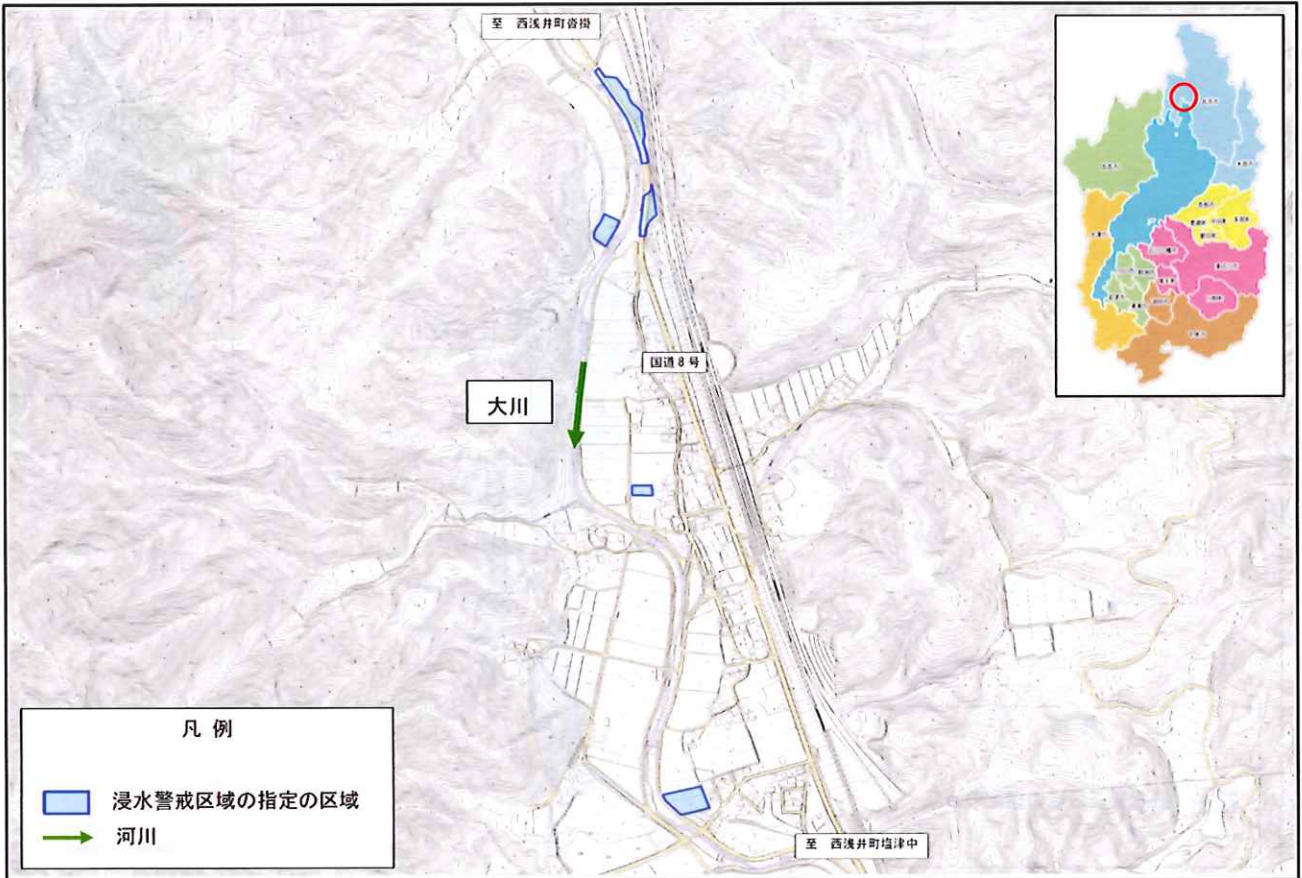 至 西浅井町沓掛
国道8号
大川
凡 例
浸水警戒区域の指定の区域
河川
至 西浅井町塩津中